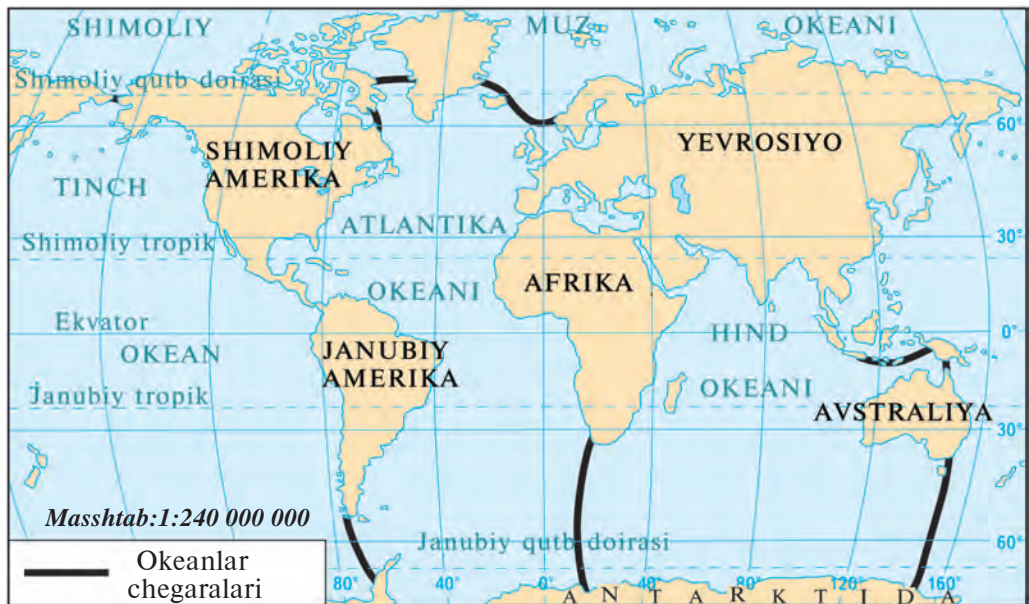 SHIMOLIY MUZ OKEANI
Shimoliy qutb doirasi
60°
SHIMOLIY
AMERIKA
YEVROSIYO
TINCH
ATLANTIKA
Shimoliy tropik
30°
AFRIKA
OKEANI
Ekvator
HIND
0°
OKEAN
JANUBIY
AMERIKA
OKEANI
Janubiy tropik
AVSTRALIYA
30°
Masshtab:1:240 000 000
Janubiy qutb doirasi
60°
Okeanlar
chegaralari
80° 40° 0° 40° 80° 120° 160°
ANTARKTIDA